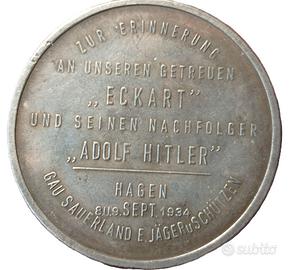 ZUR ERINNERUNG
AN UNSEREN GETREUEN
„ECKART"
UND SEINEN NACHFOLGER
„ADOLF HITLER"
HAGEN
8.U.9. SEPT. 1934
GAU SAUERLAND E. JÄGER U SCHÜTZEN
subito